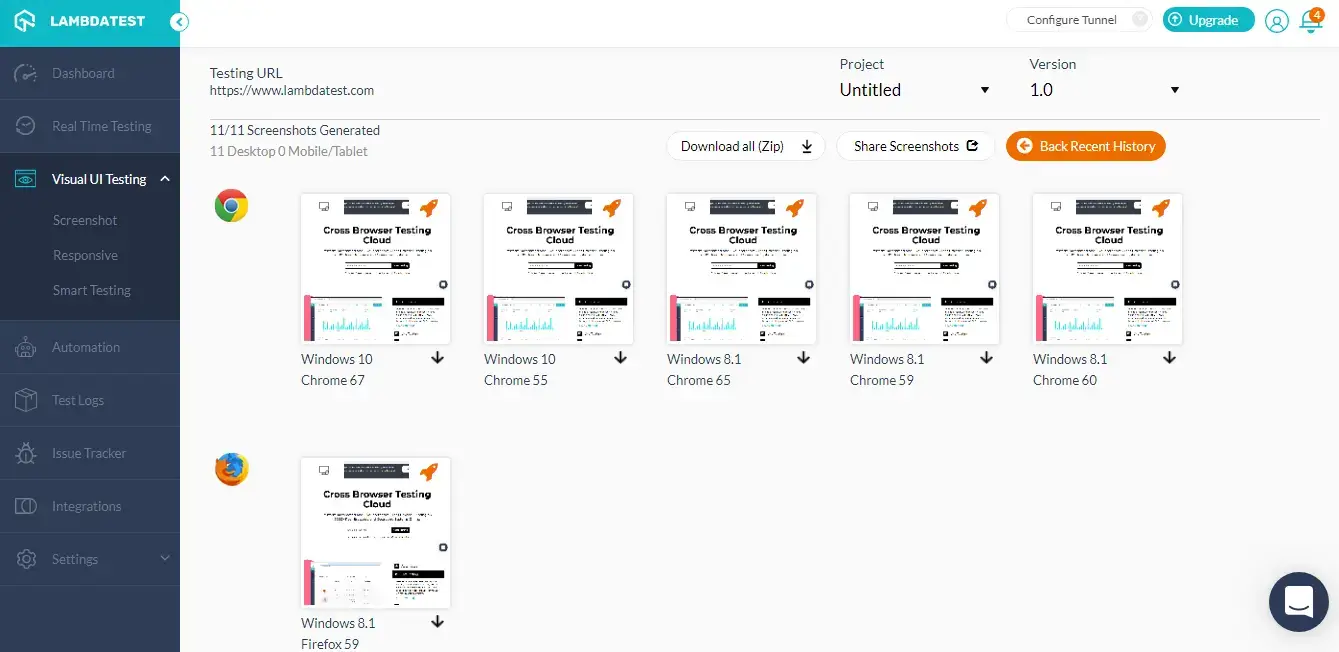 LAMBDATEST
Configure Tunnel
Upgrade
4
Dashboard
Real Time Testing
Visual UI Testing
Screenshot
Responsive
Smart Testing
Automation
Test Logs
Issue Tracker
Integrations
Settings
Testing URL
https://www.lambdatest.com
Project
Untitled
Version
1.0
11/11 Screenshots Generated
11 Desktop 0 Mobile/Tablet
Download all (Zip)
Share Screenshots
Back Recent History
Cross Browser Testing
Cloud
Windows 10
Chrome 67
Cross Browser Testing
Cloud
Windows 10
Chrome 55
Cross Browser Testing
Cloud
Windows 8.1
Chrome 65
Cross Browser Testing
Cloud
Windows 8.1
Chrome 59
Cross Browser Testing
Cloud
Windows 8.1
Chrome 60
Cross Browser Testing
Cloud
Windows 8.1
Firefox 59